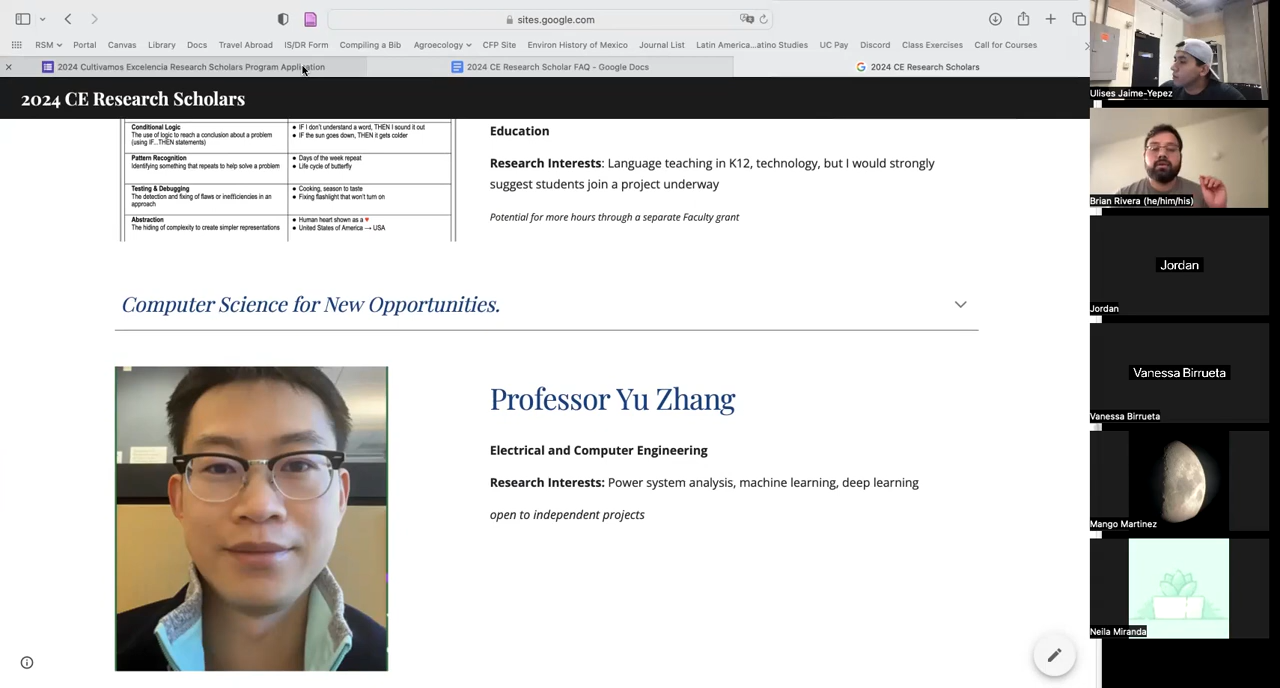 sites.google.com
RSM Portal Canvas Library Docs Travel Abroad IS/DR Form Compiling a Bib Agroecology CFP Site Environ History of Mexico Journal List Latin America...atino Studies UC Pay Discord Class Exercises Call for Courses
2024 Cultivamos Excelencia Research Scholars Program Application
2024 CE Research Scholar FAQ - Google Docs
2024 CE Research Scholars
2024 CE Research Scholars
Conditional Logic
The use of logic to reach a conclusion about a problem
(using IF...THEN statements)
• IF I don't understand a word, THEN I sound it out
• IF the sun goes down, THEN it gets colder
Pattern Recognition
Identifying something that repeats to help solve a problem
• Days of the week repeat
• Life cycle of butterfly
Testing & Debugging
The detection and fixing of flaws or inefficiencies in an
approach
• Cooking, season to taste
• Fixing flashlight that won't turn on
Abstraction
The hiding of complexity to create simpler representations
• Human heart shown as a ♥
• United States of America → USA
Education
Research Interests: Language teaching in K12, technology, but I would strongly
suggest students join a project underway
Potential for more hours through a separate Faculty grant
Computer Science for New Opportunities.
Professor Yu Zhang
Electrical and Computer Engineering
Research Interests: Power system analysis, machine learning, deep learning
open to independent projects
Ulises Jaime-Yepez
Brian Rivera (he/him/his)
Jordan
Jordan
Vanessa Birrueta
Vanessa Birrueta
Mango Martinez
Neila Miranda